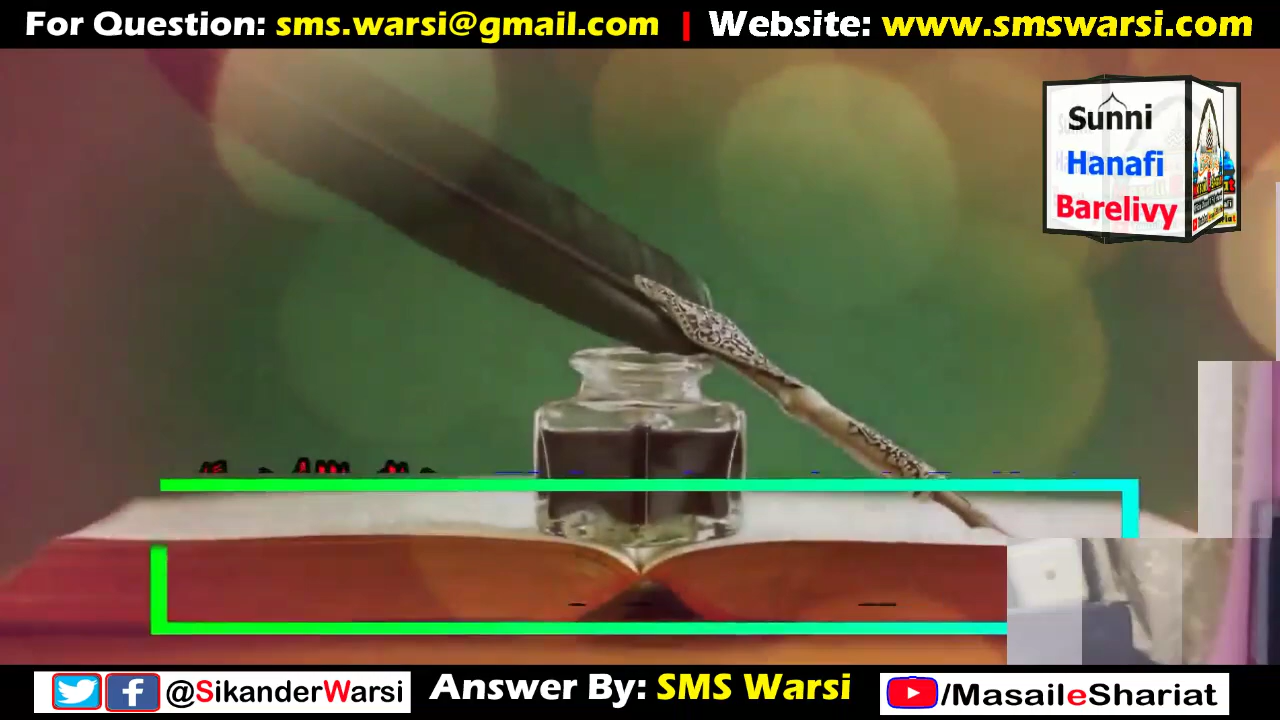 For Question: sms.warsi@gmail.com | Website: www.smswarsi.com
Sunni
Hanafi
Barelivy
@SikanderWarsi
Answer By: SMS Warsi
/MasaileShariat